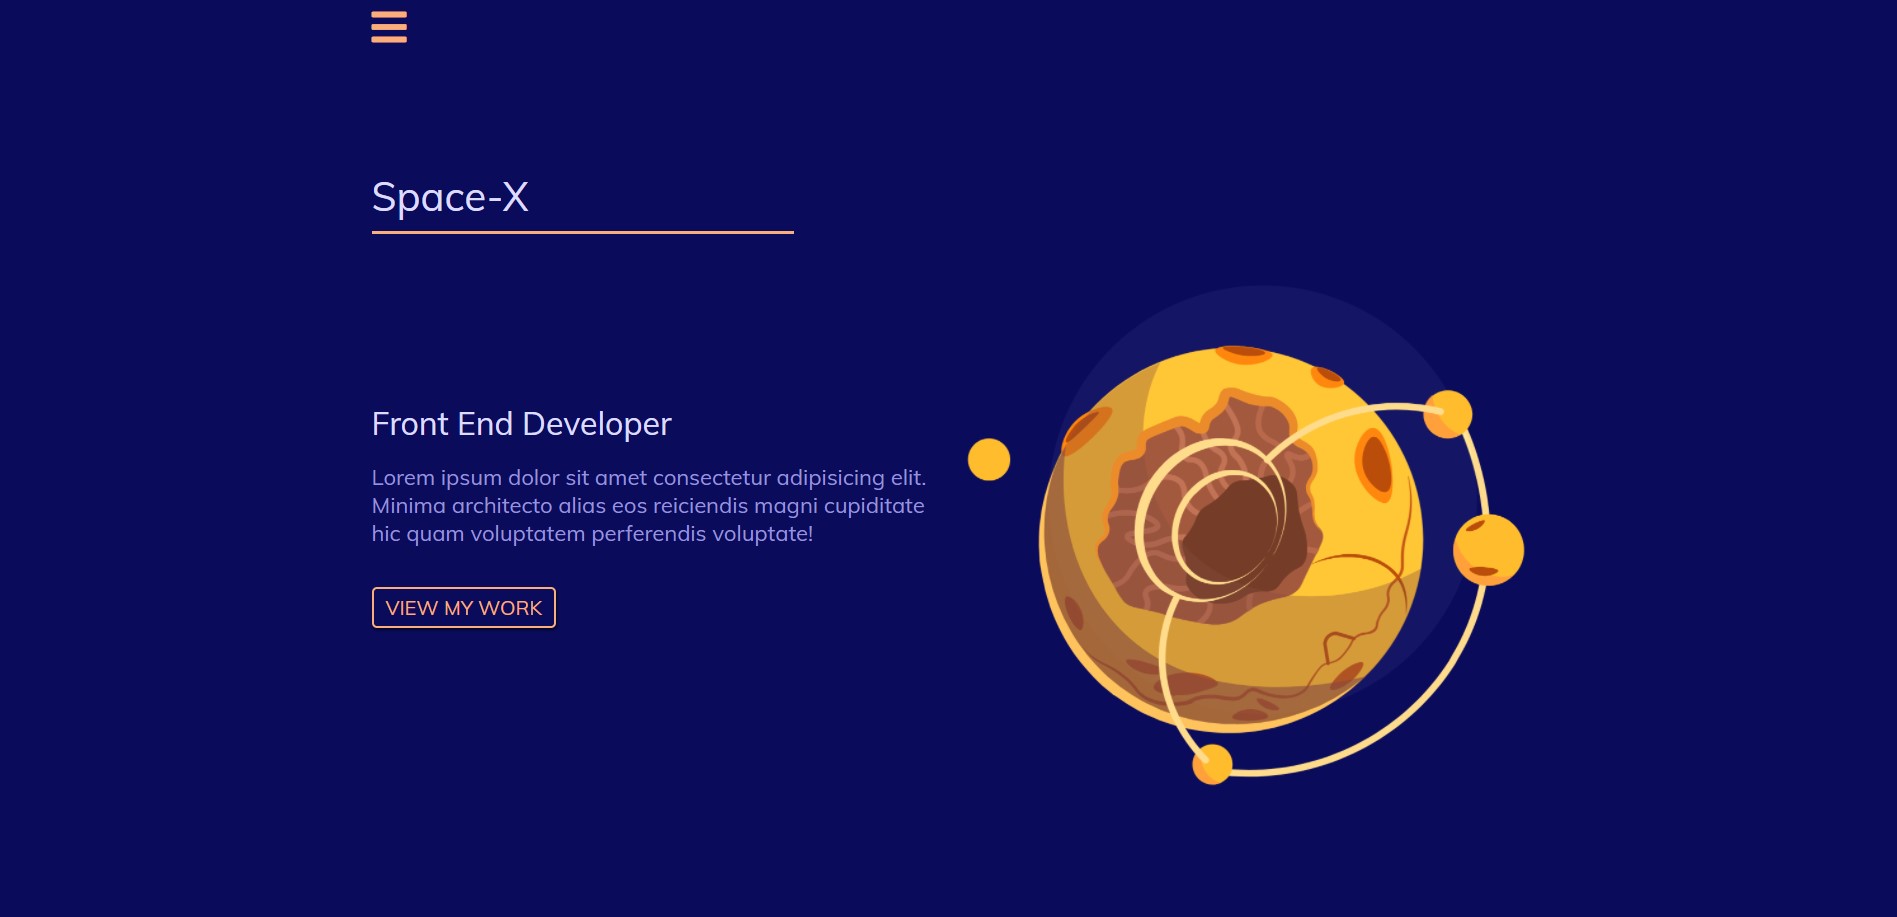 Space-X
Front End Developer
Lorem ipsum dolor sit amet consectetur adipisicing elit.
Minima architecto alias eos reiciendis magni cupiditate
hic quam voluptatem perferendis voluptate!
VIEW MY WORK